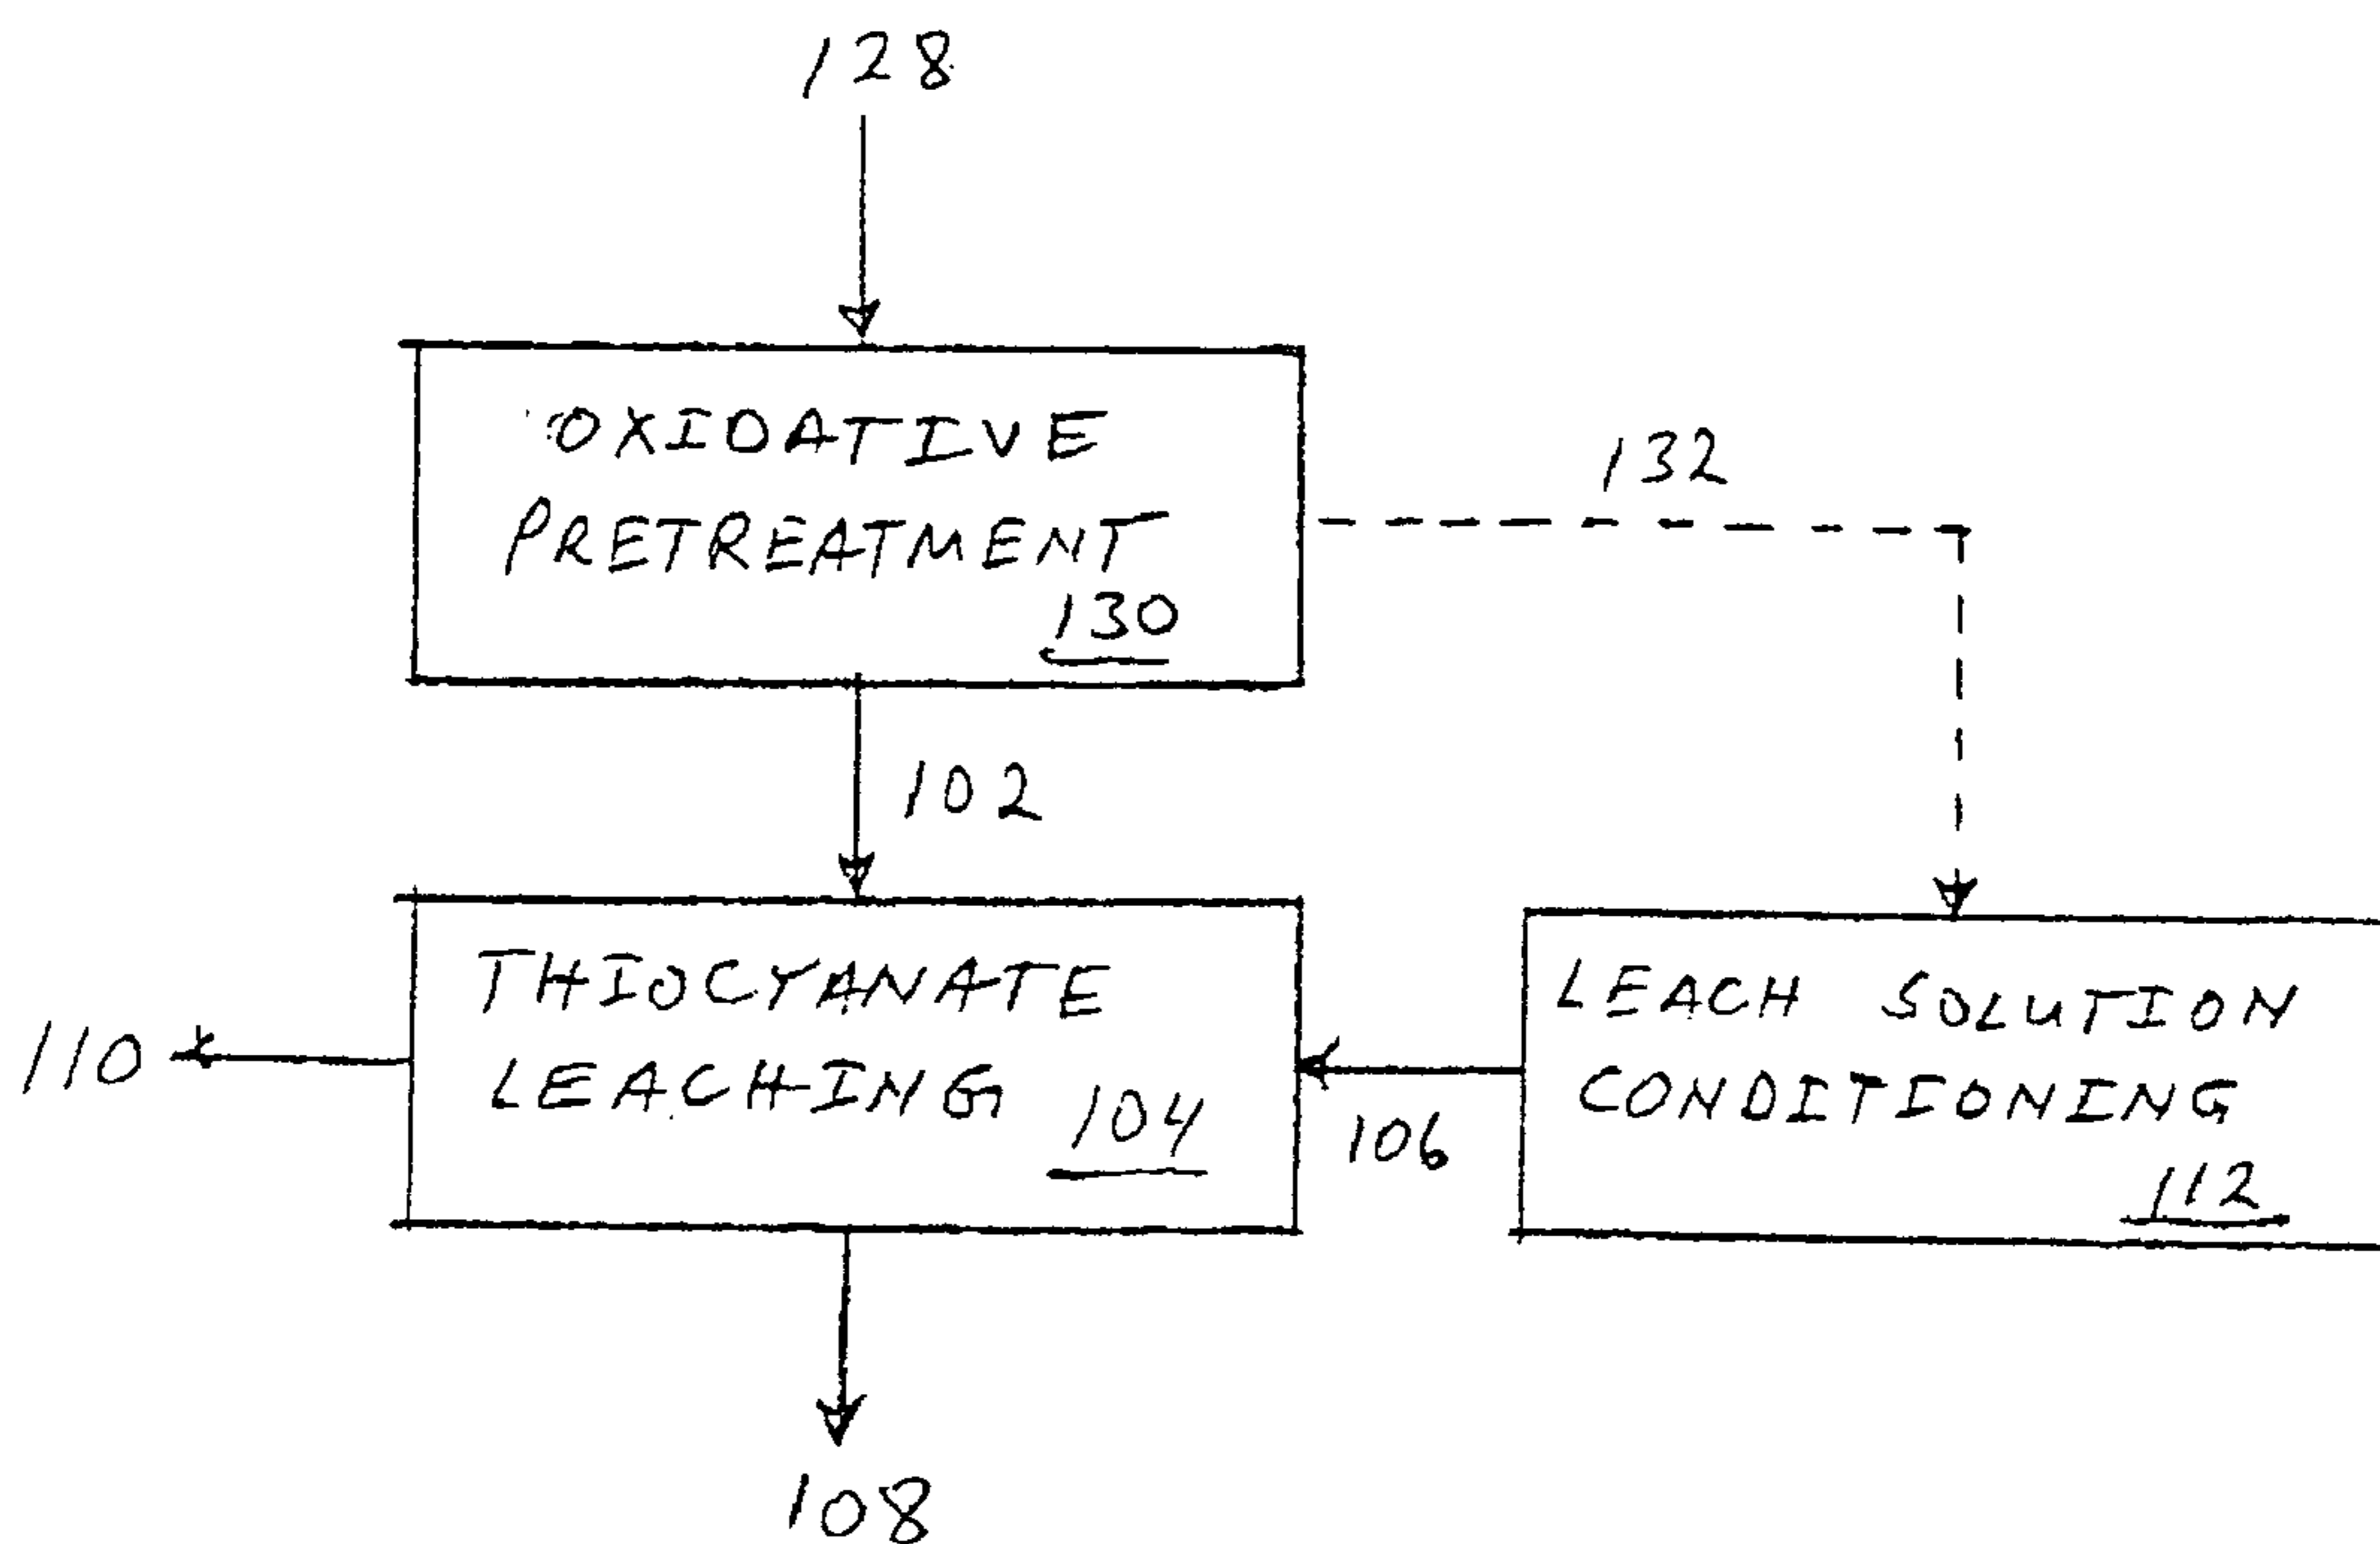 128
OXIDATIVE
PRETREATMENT
130
132
102
THIOCYANATE
LEACHING
104
110
106
LEACH SOLUTION
CONDITIONING
112
108